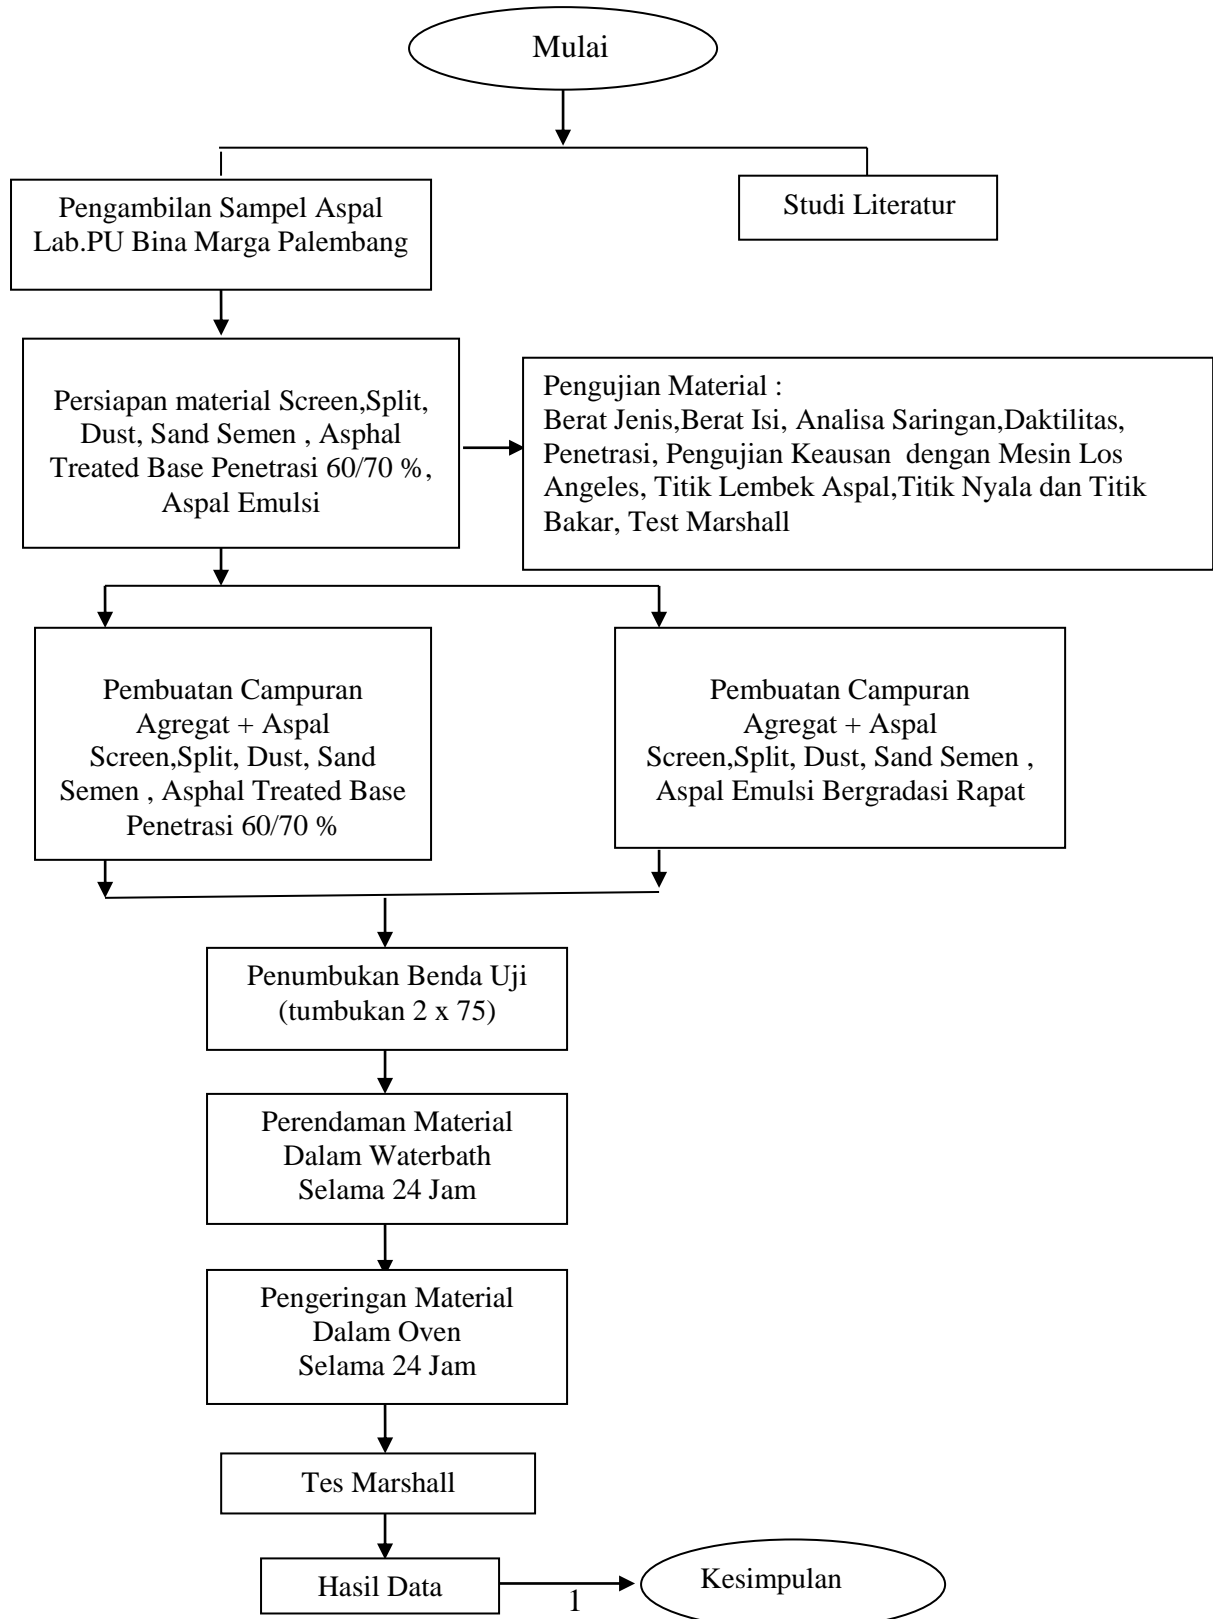 Mulai
Pengambilan Sampel Aspal
Lab.PU Bina Marga Palembang
Studi Literatur
Persiapan material Screen,Split,
Dust, Sand Semen , Asphal
Treated Base Penetrasi 60/70 %,
Aspal Emulsi
Pengujian Material :
Berat Jenis,Berat Isi, Analisa Saringan,Daktilitas,
Penetrasi, Pengujian Keausan dengan Mesin Los
Angeles, Titik Lembek Aspal,Titik Nyala dan Titik
Bakar, Test Marshall
Pembuatan Campuran
Agregat + Aspal
Screen,Split, Dust, Sand
Semen , Asphal Treated Base
Penetrasi 60/70 %
Pembuatan Campuran
Agregat + Aspal
Screen,Split, Dust, Sand Semen ,
Aspal Emulsi Bergradasi Rapat
Penumbukan Benda Uji
(tumbukan 2 x 75)
Perendaman Material
Dalam Waterbath
Selama 24 Jam
Pengeringan Material
Dalam Oven
Selama 24 Jam
Tes Marshall
Hasil Data
1
Kesimpulan